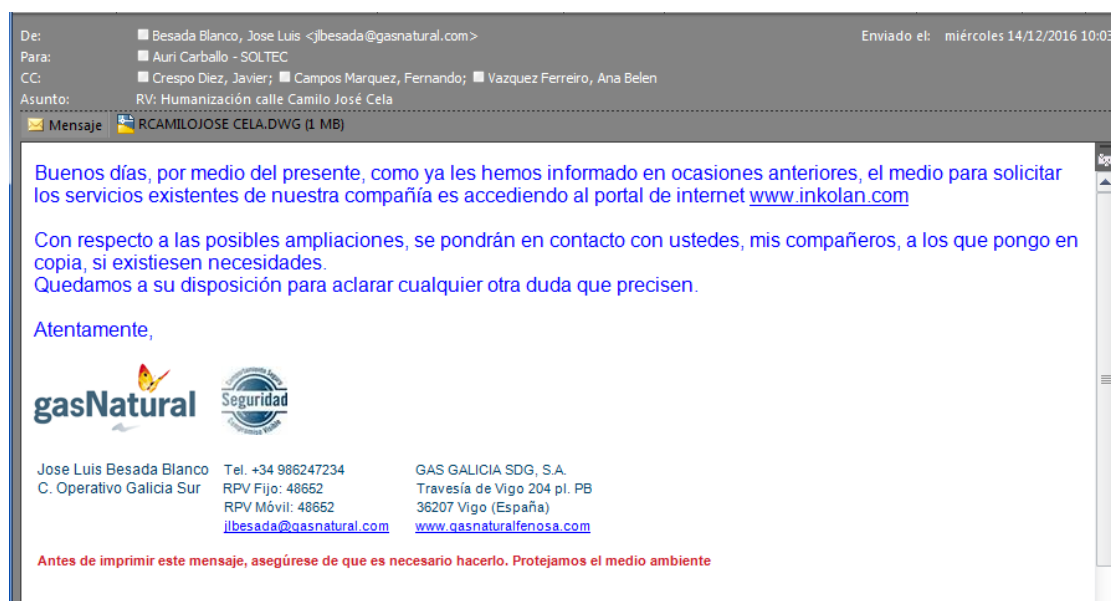 De: Besada Blanco, Jose Luis <jlbesada@gasnatural.com> Enviado el: miércoles 14/12/2016 10:03
Para: Auri Carballo - SOLTEC
CC: Crespo Diez, Javier; Campos Marquez, Fernando; Vazquez Ferreiro, Ana Belen
Asunto: RV: Humanización calle Camilo José Cela
Mensaje RCAMILOJOSE CELA.DWG (1 MB)
Buenos días, por medio del presente, como ya les hemos informado en ocasiones anteriores, el medio para solicitar
los servicios existentes de nuestra compañía es accediendo al portal de internet www.inkolan.com
Con respecto a las posibles ampliaciones, se pondrán en contacto con ustedes, mis compañeros, a los que pongo en
copia, si existiesen necesidades.
Quedamos a su disposición para aclarar cualquier otra duda que precisen.
Atentamente,
gasNatural
Comportamiento Seguro
Seguridad
Compromiso Visible
Jose Luis Besada Blanco Tel. +34 986247234 GAS GALICIA SDG, S.A.
C. Operativo Galicia Sur RPV Fijo: 48652 Travesía de Vigo 204 pl. PB
RPV Móvil: 48652 36207 Vigo (España)
jlbesada@gasnatural.com www.gasnaturalfenosa.com
Antes de imprimir este mensaje, asegúrese de que es necesario hacerlo. Protejamos el medio ambiente